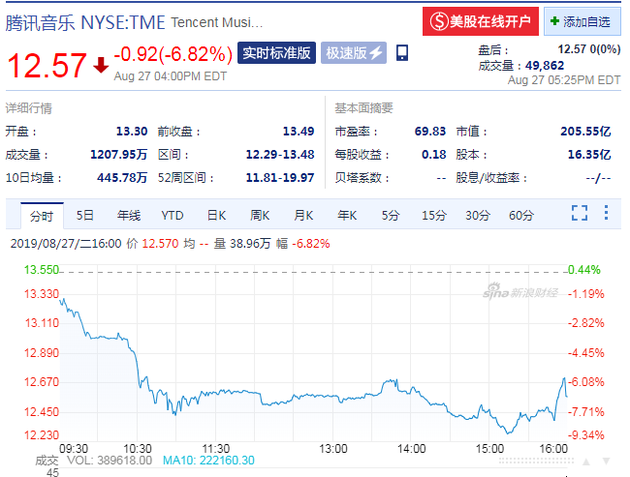 腾讯音乐 NYSE:TME Tencent Musi...
美股在线开户
添加自选
12.57 -0.92(-6.82%) 实时标准版 极速版
Aug 27 04:00PM EDT
盘后： 12.57 0(0%)
成交量： 49,862
Aug 27 05:25PM EDT
详细行情
开盘： 13.30 前收盘： 13.49
成交量： 1207.95万 区间： 12.29-13.48
10日均量： 445.78万 52周区间： 11.81-19.97
基本面摘要
市盈率： 69.83 市值： 205.55亿
每股收益： 0.18 股本： 16.35亿
贝塔系数： -- 股息/收益率： --/--
分时 5日 年线 YTD 日K 周K 月K 年K 5分 15分 30分 60分
2019/08/27/二16:00 价 12.570 均 -- 量 38.96万 幅 -6.82%
13.550 0.44%
sina 新浪财经
13.330 -1.19%
13.110 -2.82%
12.890 -4.45%
12.670 -6.08%
12.450 -7.71%
12.230 -9.34%
09:30 10:30 11:30 13:00 14:00 15:00 16:00
成交 VOL: 389618.00 MA10: 222160.30
45